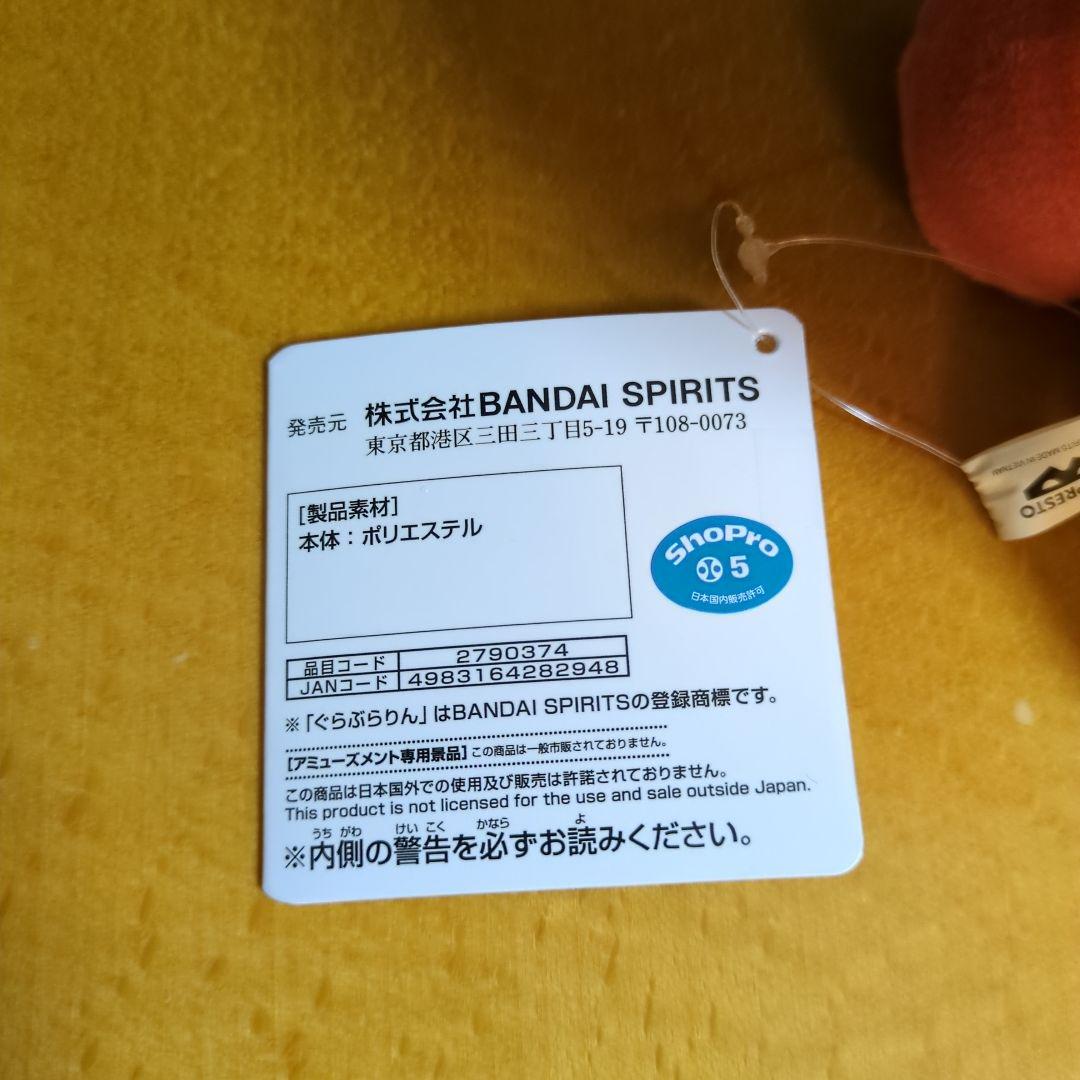 発売元 株式会社BANDAI SPIRITS
東京都港区三田三丁目5-19 〒108-0073
[製品素材]
本体：ポリエステル
ShoPro
5
日本国内販売許可
品目コード 2790374
JANコード 4983164282948
※「ぐらぶらりん」はBANDAI SPIRITSの登録商標です。
[アミューズメント専用景品] この商品は一般市販されておりません。
この商品は日本国外での使用及び販売は許諾されておりません。
This product is not licensed for the use and sale outside Japan.
うち がわ けい こく かなら よ
※内側の警告を必ずお読みください。
PRESTO
RITS MADE IN VIETNAM